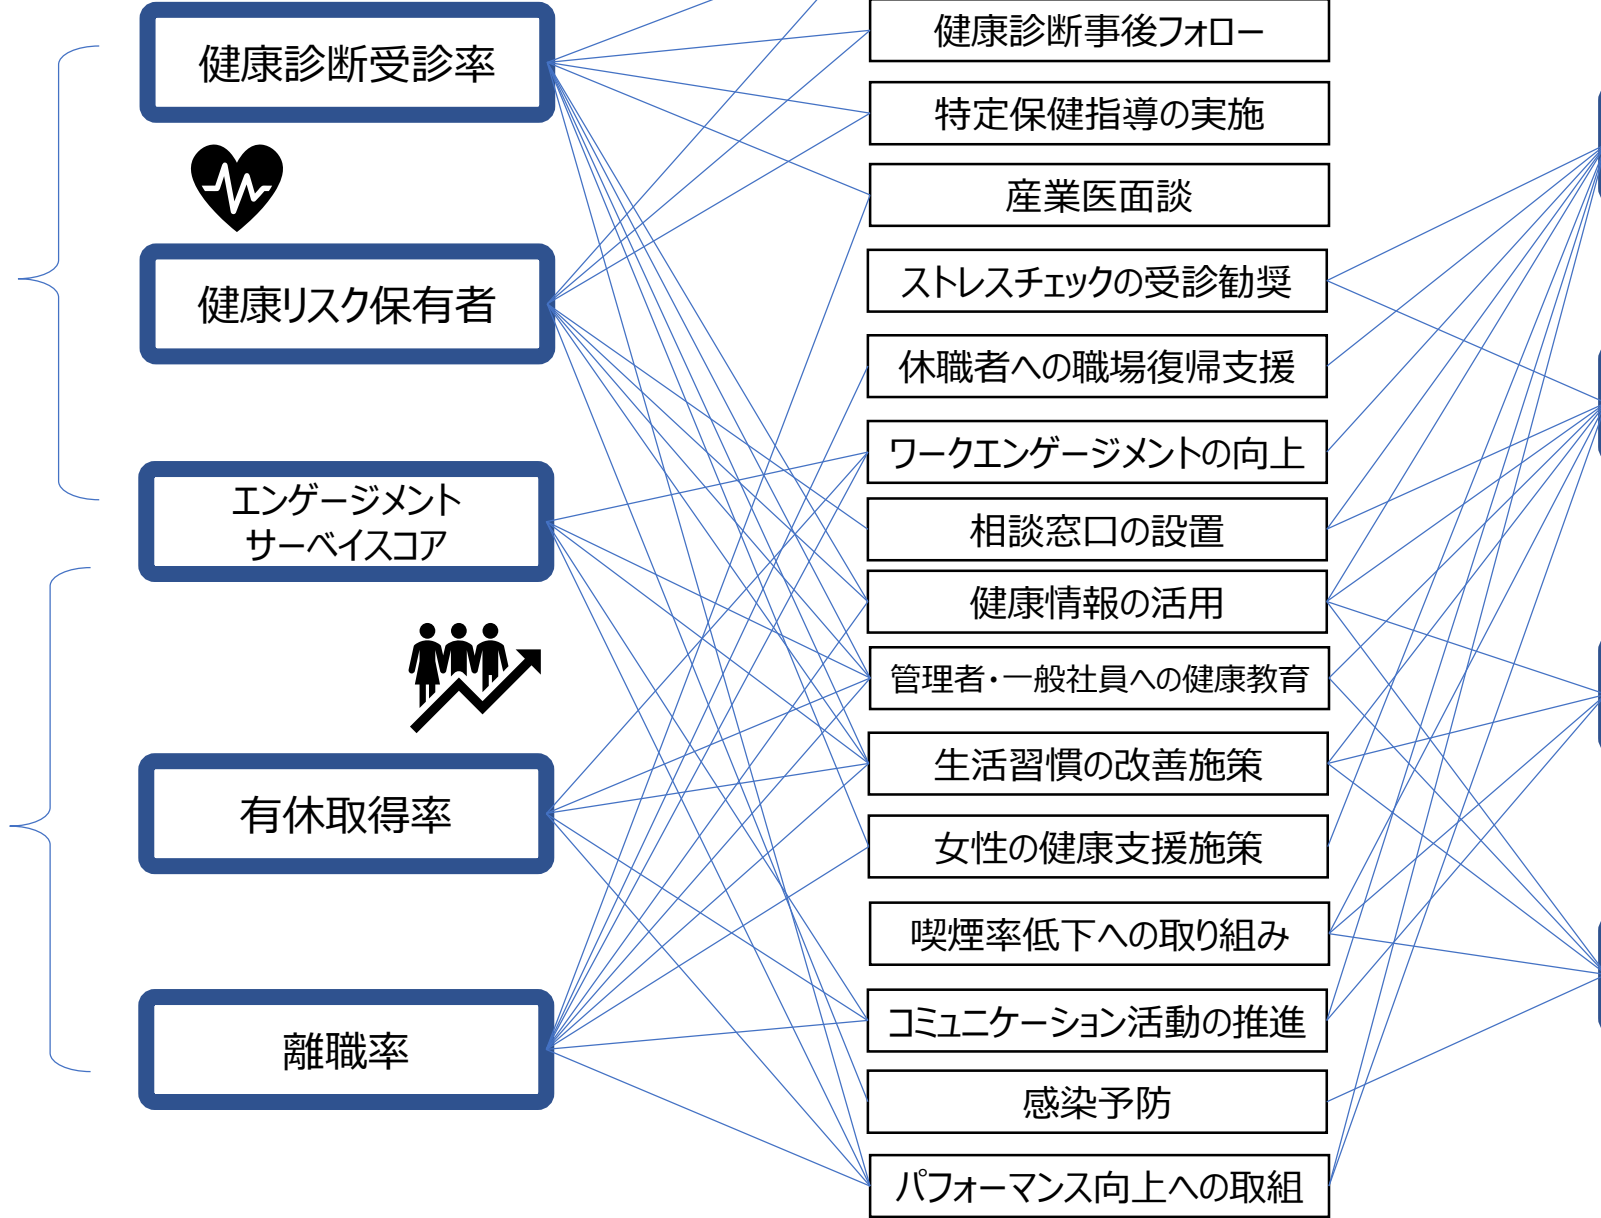 健康診断受診率
健康リスク保有者
エンゲージメント
サーベイスコア
有休取得率
離職率
健康診断事後フォロー
特定保健指導の実施
産業医面談
ストレスチェックの受診勧奨
休職者への職場復帰支援
ワークエンゲージメントの向上
相談窓口の設置
健康情報の活用
管理者・一般社員への健康教育
生活習慣の改善施策
女性の健康支援施策
喫煙率低下への取り組み
コミュニケーション活動の推進
感染予防
パフォーマンス向上への取組